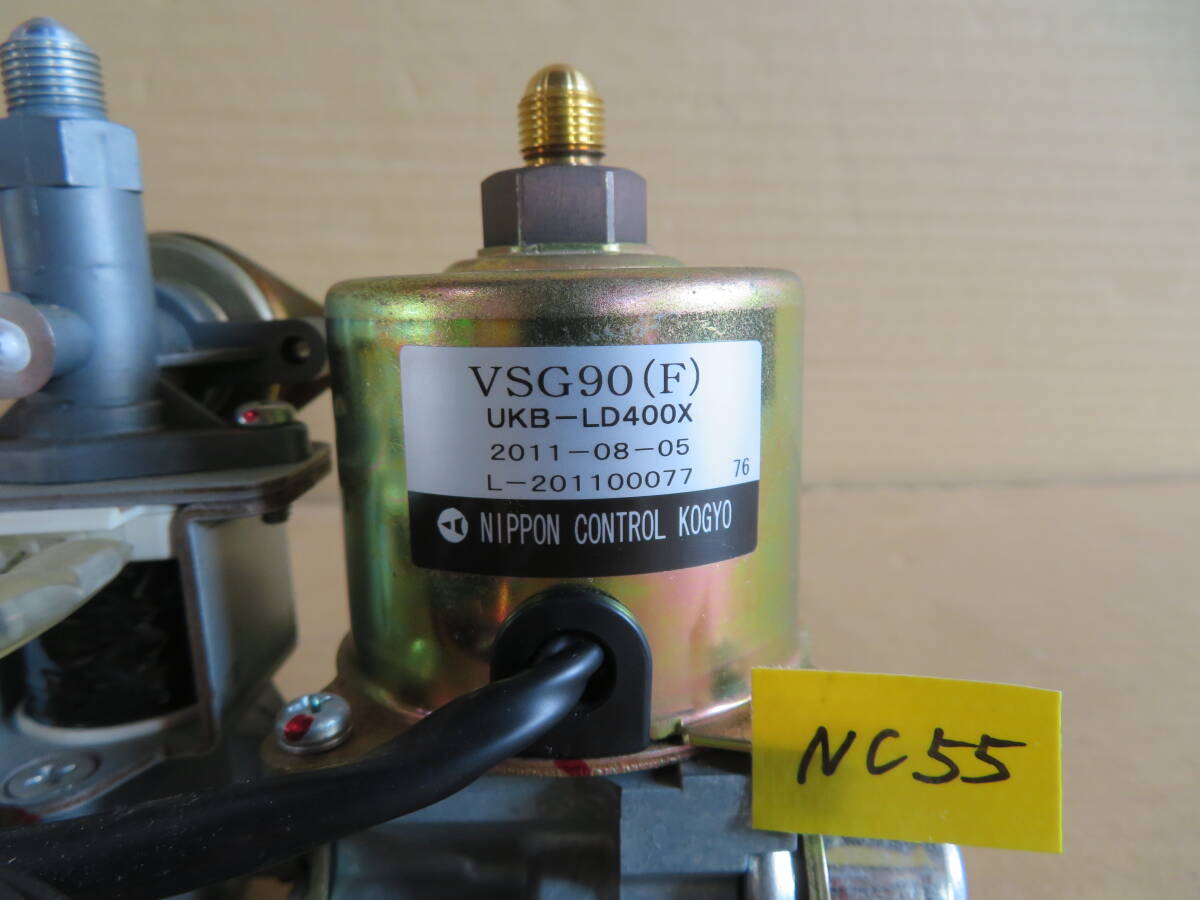 VSG90(F)
UKB-LD400X
2011-08-05
L-201100077 76
NIPPON CONTROL KOGYO
NC55